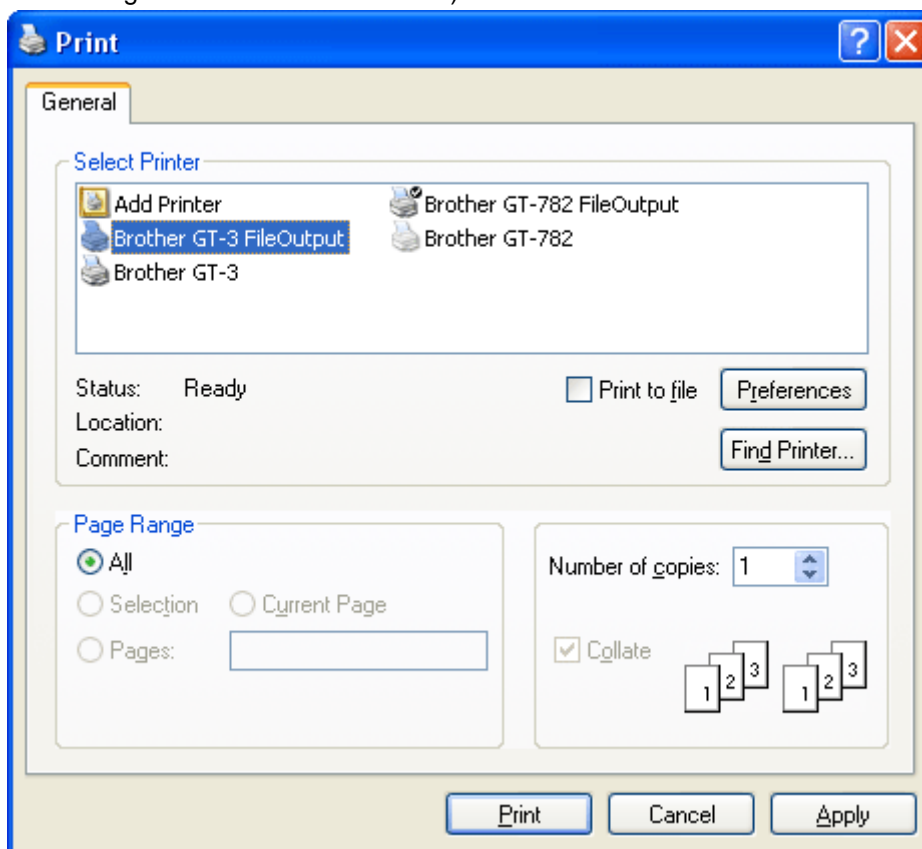 Print
General
Select Printer
Add Printer
Brother GT-3 FileOutput
Brother GT-3
Brother GT-782 FileOutput
Brother GT-782
Status: Ready
Location:
Comment:
Print to file
Preferences
Find Printer...
Page Range
All
Selection
Current Page
Pages:
Number of copies: 1
Collate
1 2 3 1 2 3
Print
Cancel
Apply